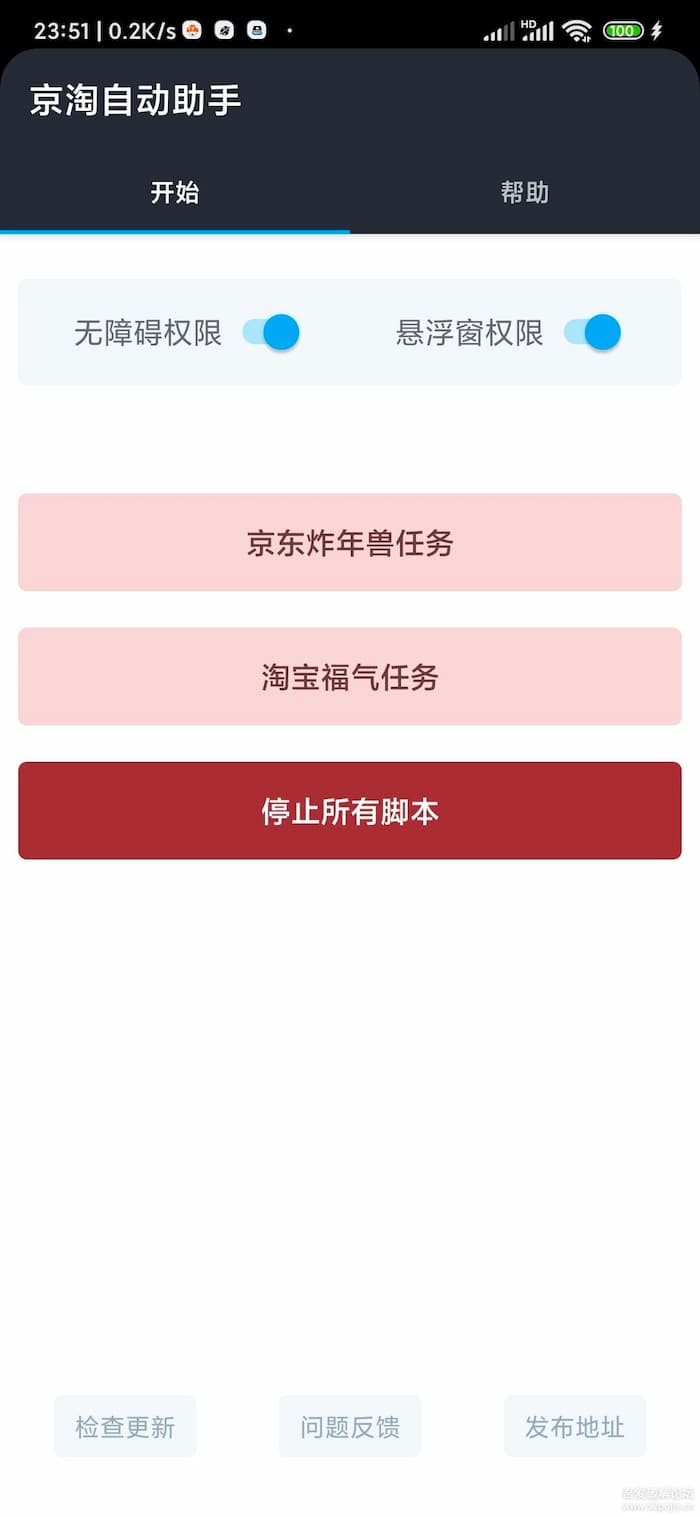 23:51 | 0.2K/s
HD
100
京淘自动助手
开始 帮助
无障碍权限 悬浮窗权限
京东炸年兽任务
淘宝福气任务
停止所有脚本
检查更新 问题反馈 发布地址